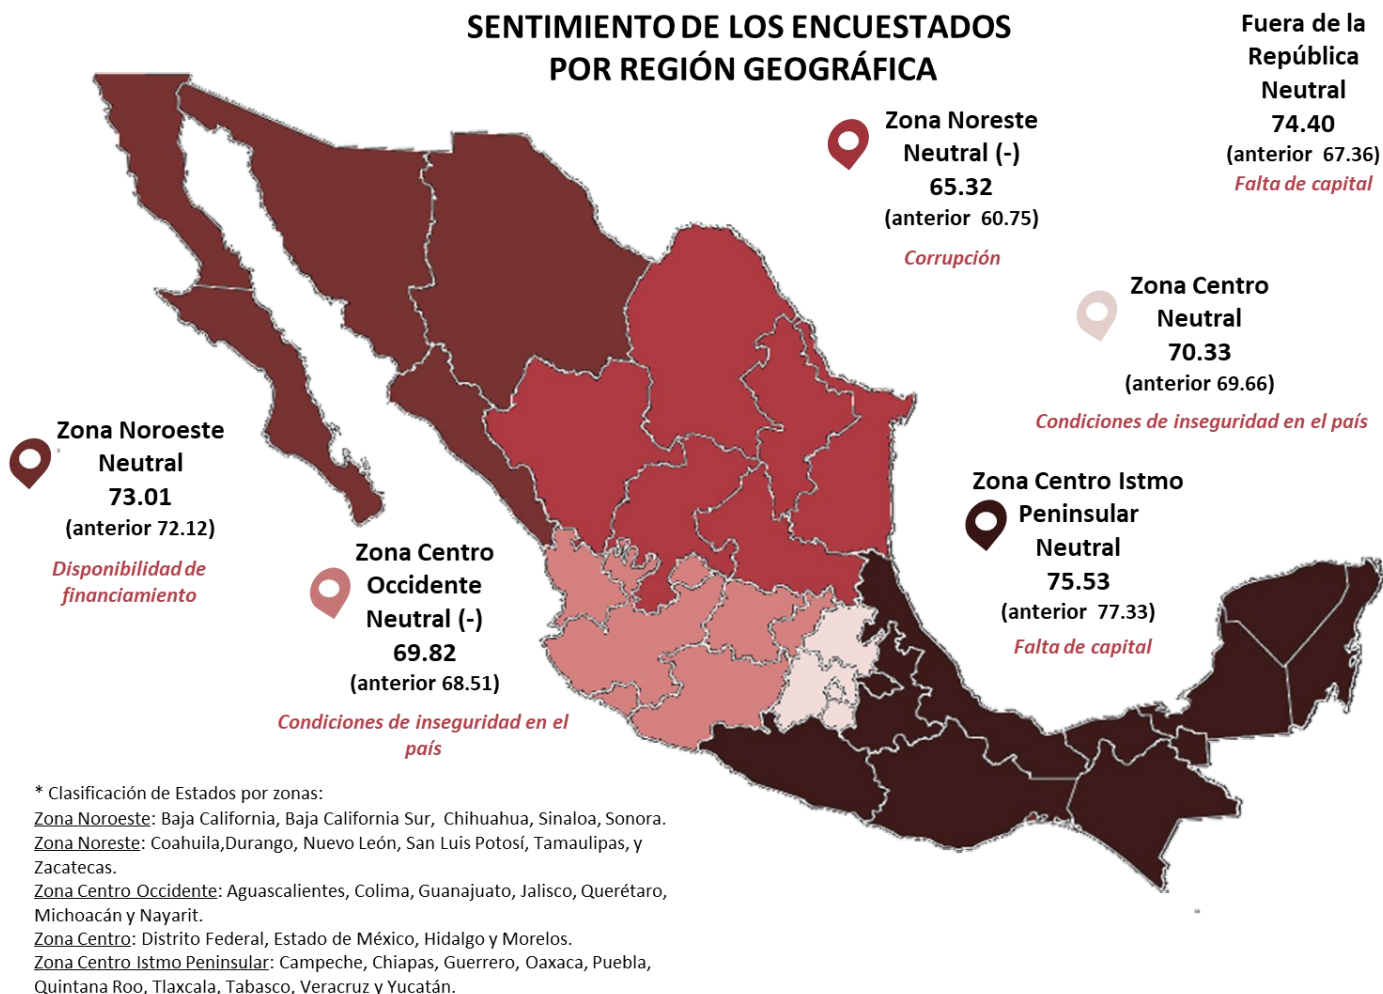 SENTIMIENTO DE LOS ENCUESTADOS
POR REGIÓN GEOGRÁFICA
Fuera de la
República
Neutral
74.40
(anterior 67.36)
Falta de capital
Zona Noreste
Neutral (-)
65.32
(anterior 60.75)
Corrupción
Zona Centro
Neutral
70.33
(anterior 69.66)
Condiciones de inseguridad en el país
Zona Noroeste
Neutral
73.01
(anterior 72.12)
Disponibilidad de
financiamiento
Zona Centro
Occidente
Neutral (-)
69.82
(anterior 68.51)
Condiciones de inseguridad en el
país
Zona Centro Istmo
Peninsular
Neutral
75.53
(anterior 77.33)
Falta de capital
* Clasificación de Estados por zonas:
Zona Noroeste: Baja California, Baja California Sur, Chihuahua, Sinaloa, Sonora.
Zona Noreste: Coahuila,Durango, Nuevo León, San Luis Potosí, Tamaulipas, y
Zacatecas.
Zona Centro Occidente: Aguascalientes, Colima, Guanajuato, Jalisco, Querétaro,
Michoacán y Nayarit.
Zona Centro: Distrito Federal, Estado de México, Hidalgo y Morelos.
Zona Centro Istmo Peninsular: Campeche, Chiapas, Guerrero, Oaxaca, Puebla,
Quintana Roo, Tlaxcala, Tabasco, Veracruz y Yucatán.